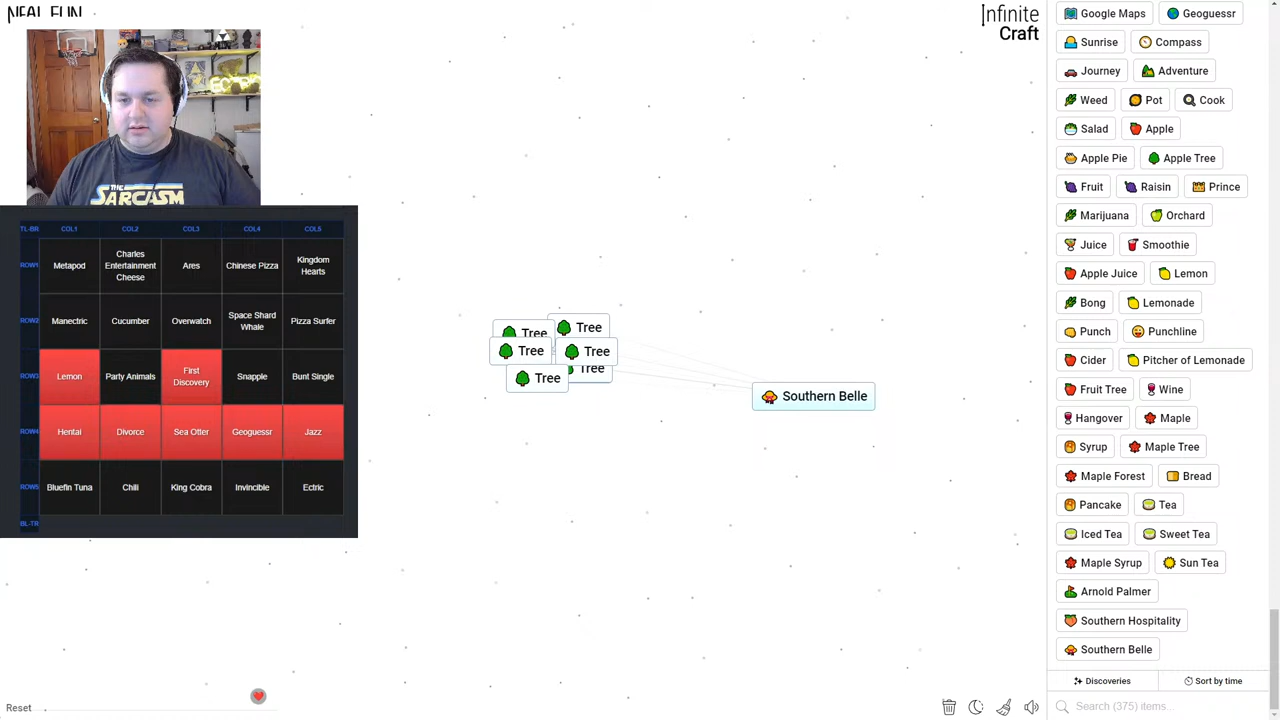 NEAL.FUN
Infinite
Craft
THE
SARCASM
TL-BR COL1 COL2 COL3 COL4 COL5
ROW1 Metapod Charles Entertainment Cheese Ares Chinese Pizza Kingdom Hearts
ROW2 Manectric Cucumber Overwatch Space Shard Whale Pizza Surfer
ROW3 Lemon Party Animals First Discovery Snapple Bunt Single
ROW4 Hentai Divorce Sea Otter Geoguessr Jazz
ROW5 Bluefin Tuna Chili King Cobra Invincible Ectric
BL-TR
Tree Tree
Tree Tree
Tree Tree
Southern Belle
Google Maps Geoguessr
Sunrise Compass
Journey Adventure
Weed Pot Cook
Salad Apple
Apple Pie Apple Tree
Fruit Raisin Prince
Marijuana Orchard
Juice Smoothie
Apple Juice Lemon
Bong Lemonade
Punch Punchline
Cider Pitcher of Lemonade
Fruit Tree Wine
Hangover Maple
Syrup Maple Tree
Maple Forest Bread
Pancake Tea
Iced Tea Sweet Tea
Maple Syrup Sun Tea
Arnold Palmer
Southern Hospitality
Southern Belle
Discoveries Sort by time
Search (375) items...
Reset